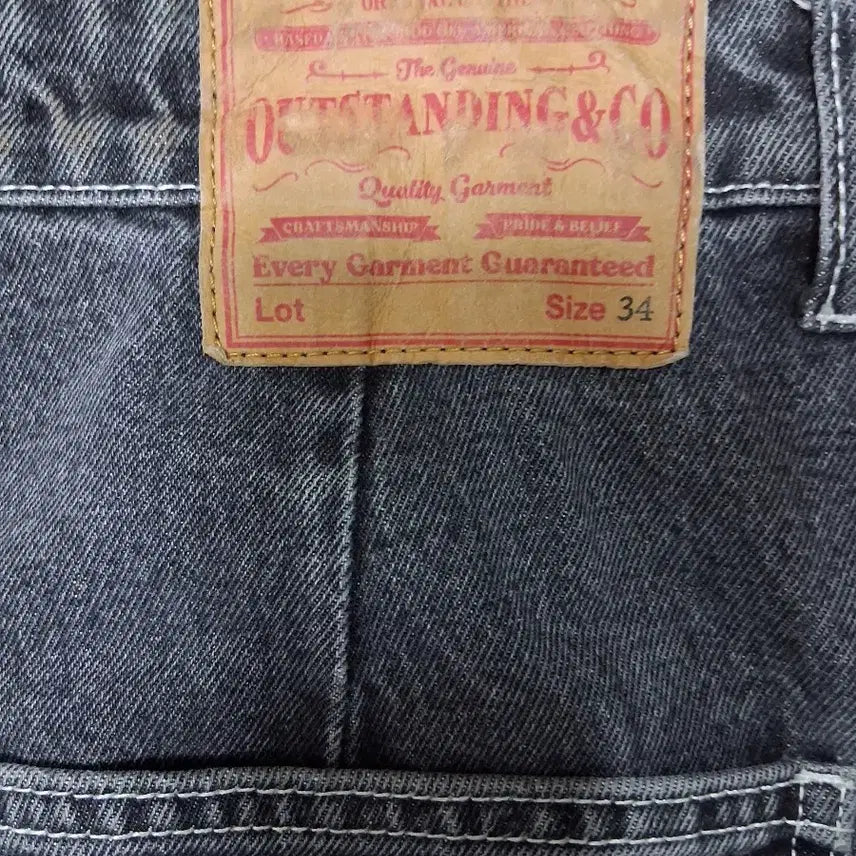 The Genuine
OUTSTANDING&CO
Quality Garment
CRAFTSMANSHIP PRIDE & BELIEF
Every Garment Guaranteed
Lot Size 34